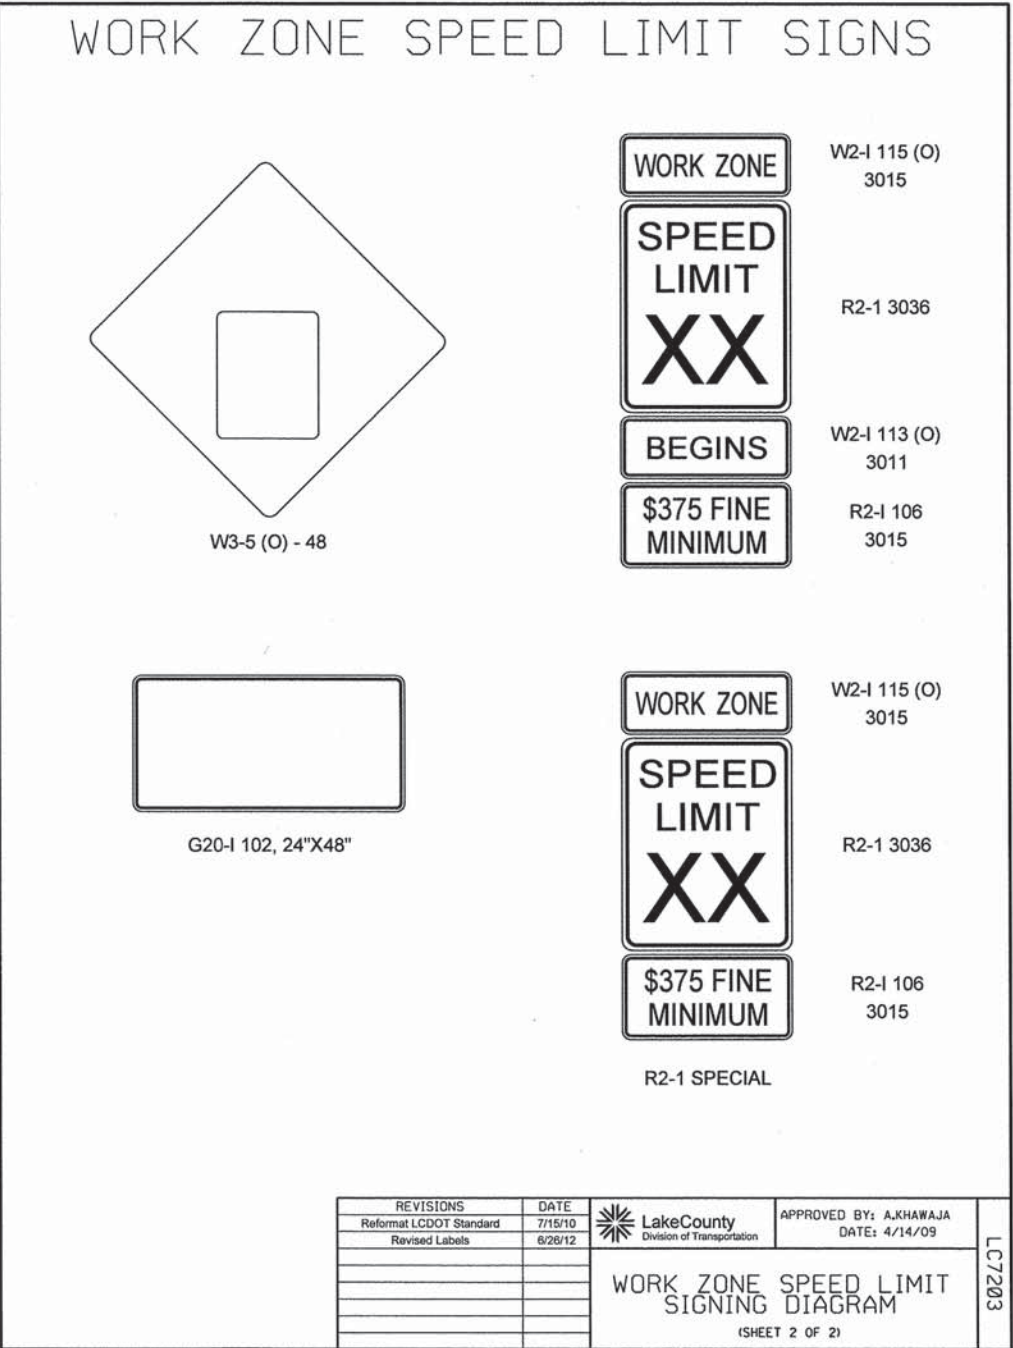 WORK ZONE SPEED LIMIT SIGNS
WORK ZONE
W2-I 115 (O)
3015
SPEED
LIMIT
XX
R2-1 3036
BEGINS
W2-I 113 (O)
3011
$375 FINE
MINIMUM
R2-I 106
3015
W3-5 (O) - 48
WORK ZONE
W2-I 115 (O)
3015
SPEED
LIMIT
XX
R2-1 3036
$375 FINE
MINIMUM
R2-I 106
3015
R2-1 SPECIAL
G20-I 102, 24"X48"
REVISIONS DATE
Reformat LCDOT Standard 7/15/10
Revised Labels 6/26/12
LakeCounty
Division of Transportation
APPROVED BY: A.KHAWAJA
DATE: 4/14/09
WORK ZONE SPEED LIMIT
SIGNING DIAGRAM
(SHEET 2 OF 2)
LC7203